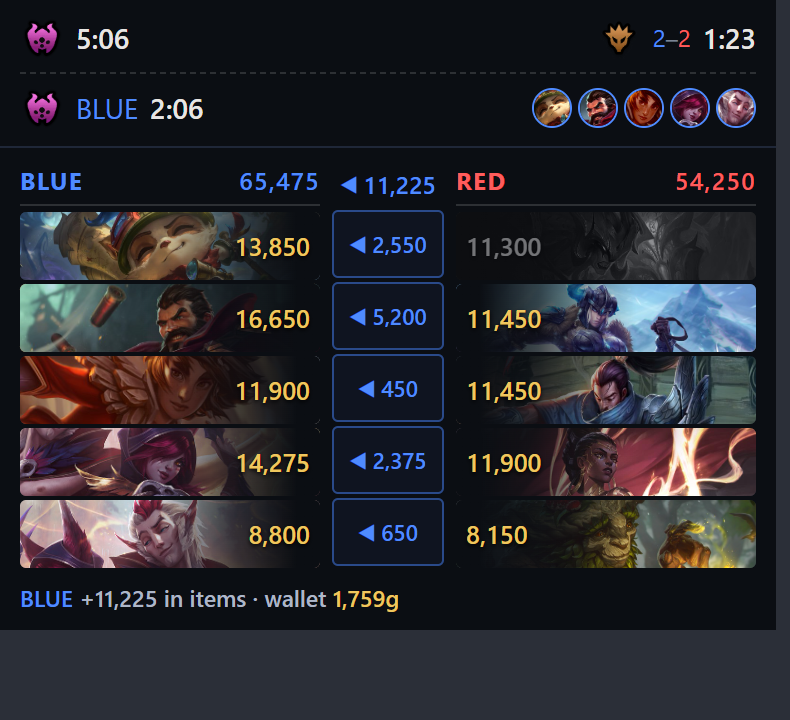 5:06 2–2 1:23
BLUE 2:06
BLUE 65,475 ◀ 11,225 RED 54,250
13,850 ◀ 2,550 11,300
16,650 ◀ 5,200 11,450
11,900 ◀ 450 11,450
14,275 ◀ 2,375 11,900
8,800 ◀ 650 8,150
BLUE +11,225 in items · wallet 1,759g